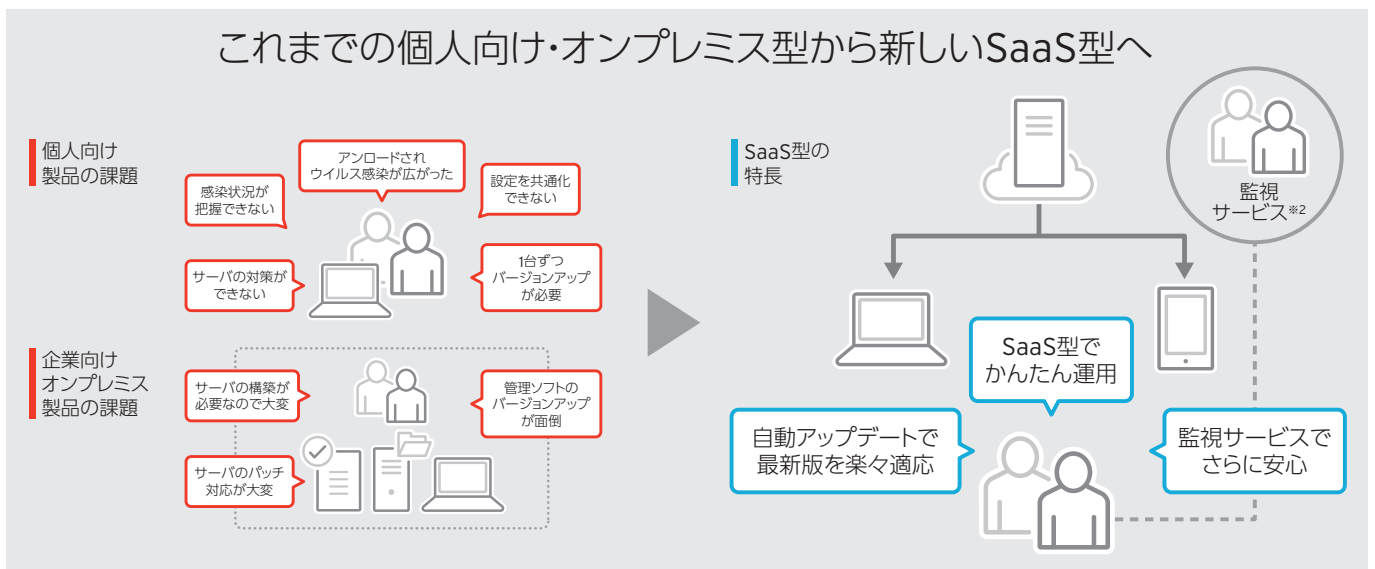 これまでの個人向け・オンプレミス型から新しいSaaS型へ
個人向け
製品の課題
アンロードされ
ウイルス感染が広がった
感染状況が
把握できない
設定を共通化
できない
サーバの対策が
できない
1台ずつ
バージョンアップ
が必要
企業向け
オンプレミス
製品の課題
サーバの構築が
必要なので大変
管理ソフトの
バージョンアップ
が面倒
サーバのパッチ
対応が大変
SaaS型の
特長
監視
サービス※2
SaaS型で
かんたん運用
自動アップデートで
最新版を楽々適応
監視サービスで
さらに安心